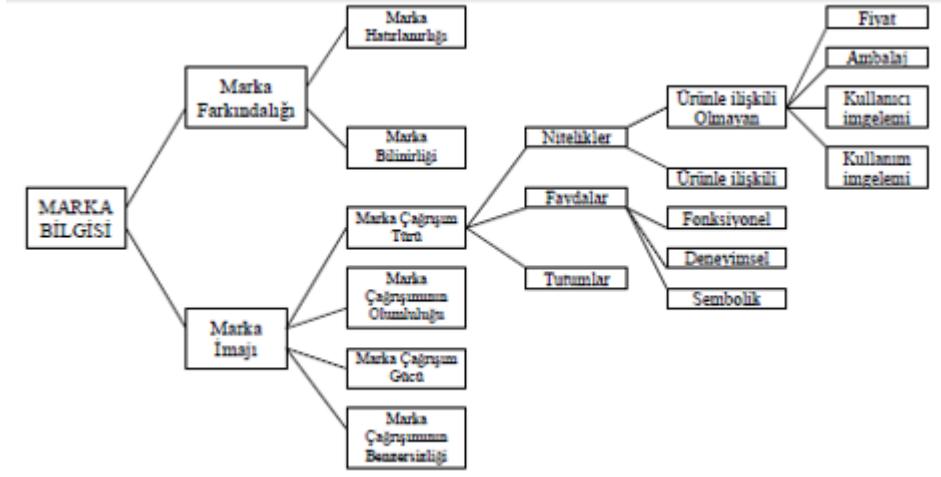 MARKA
BİLGİSİ
Marka
Farkındalığı
Marka
Hatırlanırlığı
Marka
Bilinirliği
Marka
İmajı
Marka Çağrışım
Türü
Marka
Çağrışımının
Olumluluğu
Marka Çağrışım
Gücü
Marka
Çağrışımının
Benzersizliği
Nitelikler
Faydalar
Tutumlar
Ürünle ilişkili
Olmayan
Ürünle ilişkili
Fonksiyonel
Deneyimsel
Sembolik
Fiyat
Ambalaj
Kullanıcı
imgelemi
Kullanım
imgelemi